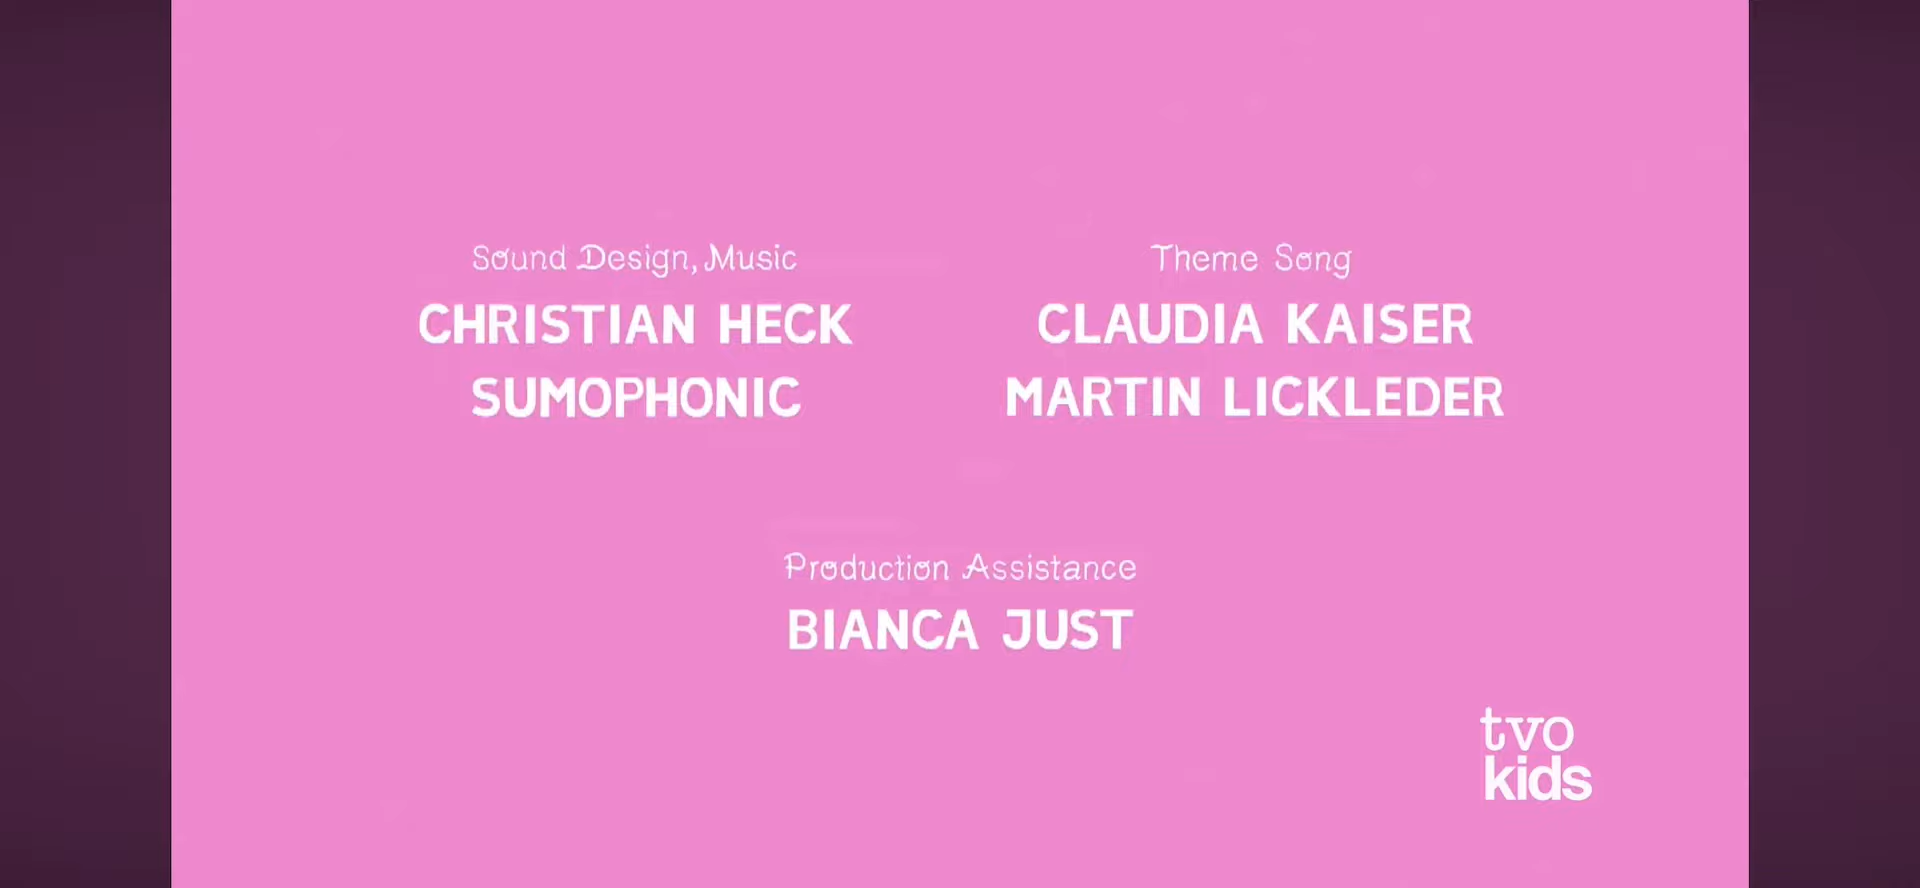 Sound Design, Music
CHRISTIAN HECK
SUMOPHONIC
Theme Song
CLAUDIA KAISER
MARTIN LICKLEDER
Production Assistance
BIANCA JUST
tvo
kids